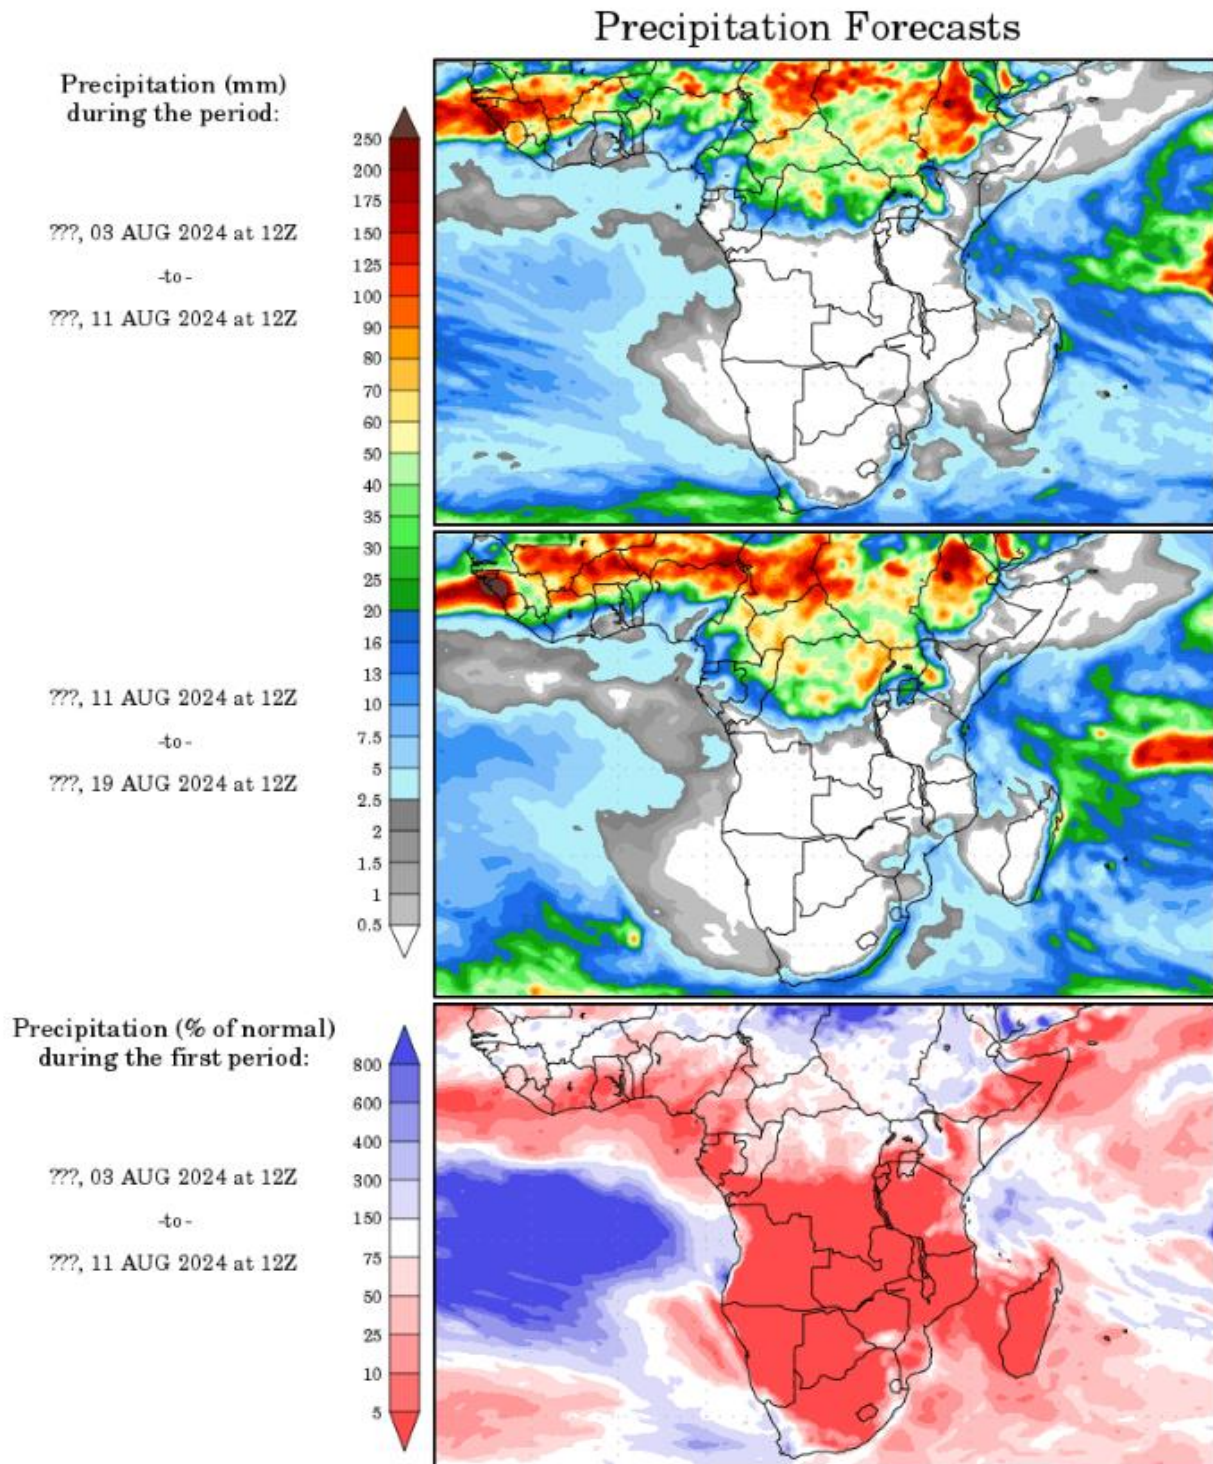 Precipitation Forecasts
Precipitation (mm)
during the period:
250
200
175
150
125
100
90
80
70
60
50
40
35
30
25
20
16
13
10
7.5
5
2.5
2
1.5
1
0.5
???, 03 AUG 2024 at 12Z
-to-
???, 11 AUG 2024 at 12Z
???, 11 AUG 2024 at 12Z
-to-
???, 19 AUG 2024 at 12Z
Precipitation (% of normal)
during the first period:
800
600
400
300
150
75
50
25
10
5
???, 03 AUG 2024 at 12Z
-to-
???, 11 AUG 2024 at 12Z